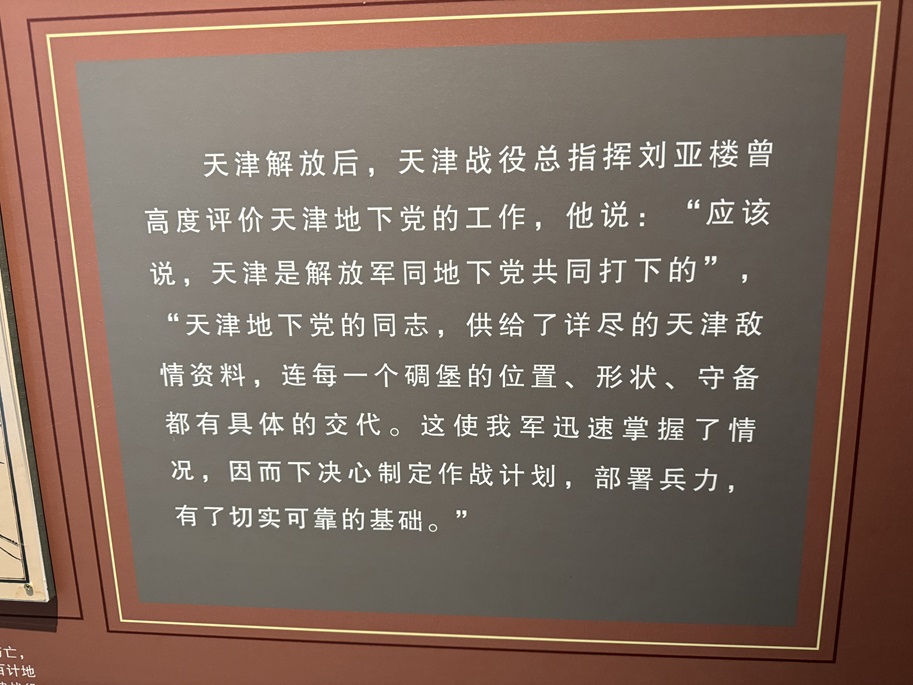 天津解放后，天津战役总指挥刘亚楼曾
高度评价天津地下党的工作，他说：“应该
说，天津是解放军同地下党共同打下的”，
“天津地下党的同志，供给了详尽的天津敌
情资料，连每一个碉堡的位置、形状、守备
都有具体的交代。这使我军迅速掌握了情
况，因而下决心制定作战计划，部署兵力，
有了切实可靠的基础。”
亡，
百计地